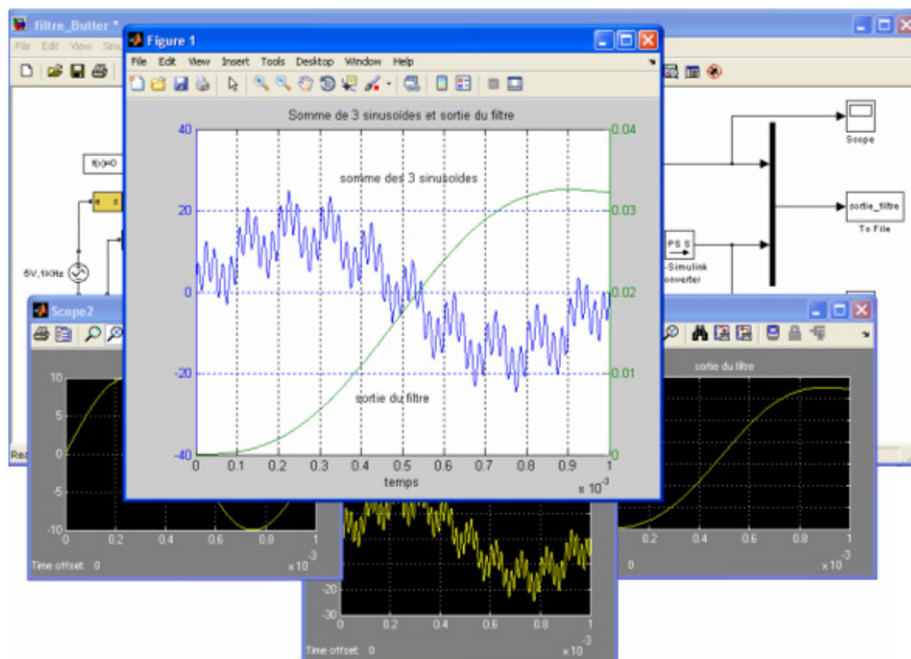 filtre_Butter *
File Edit View Simu
Figure 1
File Edit View Insert Tools Desktop Window Help
Somme de 3 sinusoïdes et sortie du filtre
40
20
0
-20
-40
0.04
0.03
0.02
0.01
0
somme des 3 sinusoides
sortie du filtre
0 0.1 0.2 0.3 0.4 0.5 0.6 0.7 0.8 0.9 1
temps
x 10^-3
f(x)=0
5V,1KHz
Scope
sortie_filtre
To File
PS S
-Simulink
onverter
Rea
Scope2
10
5
0
-5
-10
0 0.2 0.4 0.6 0.8 1
x 10^-3
Time offset: 0
-20
-30
0 0.2 0.4 0.6 0.8 1
x 10^-3
Time offset: 0
sortie du filtre
0.2 0.4 0.6 0.8 1
x 10^-3
0